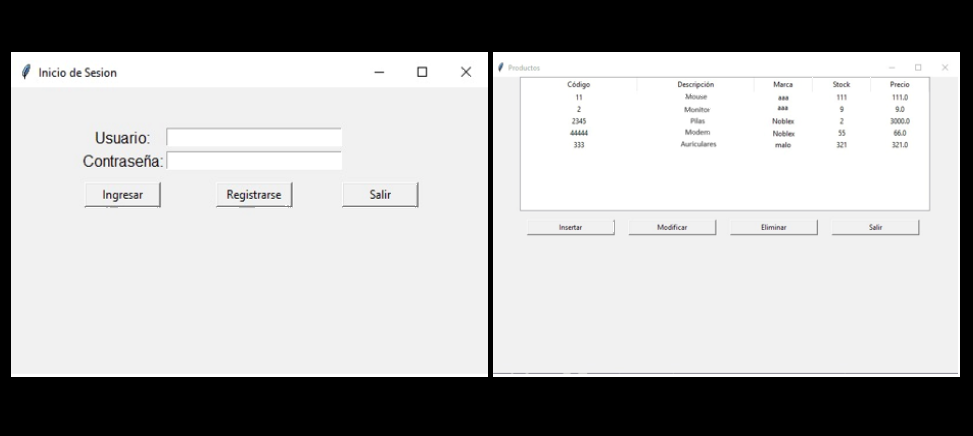 Inicio de Sesion
Usuario:
Contraseña:
Ingresar Registrarse Salir
Productos
Código Descripción Marca Stock Precio
11 Mouse aaa 111 111.0
2 Monitor aaa 9 9.0
2345 Pilas Noblex 2 3000.0
44444 Modem Noblex 55 66.0
333 Auriculares malo 321 321.0
Insertar Modificar Eliminar Salir